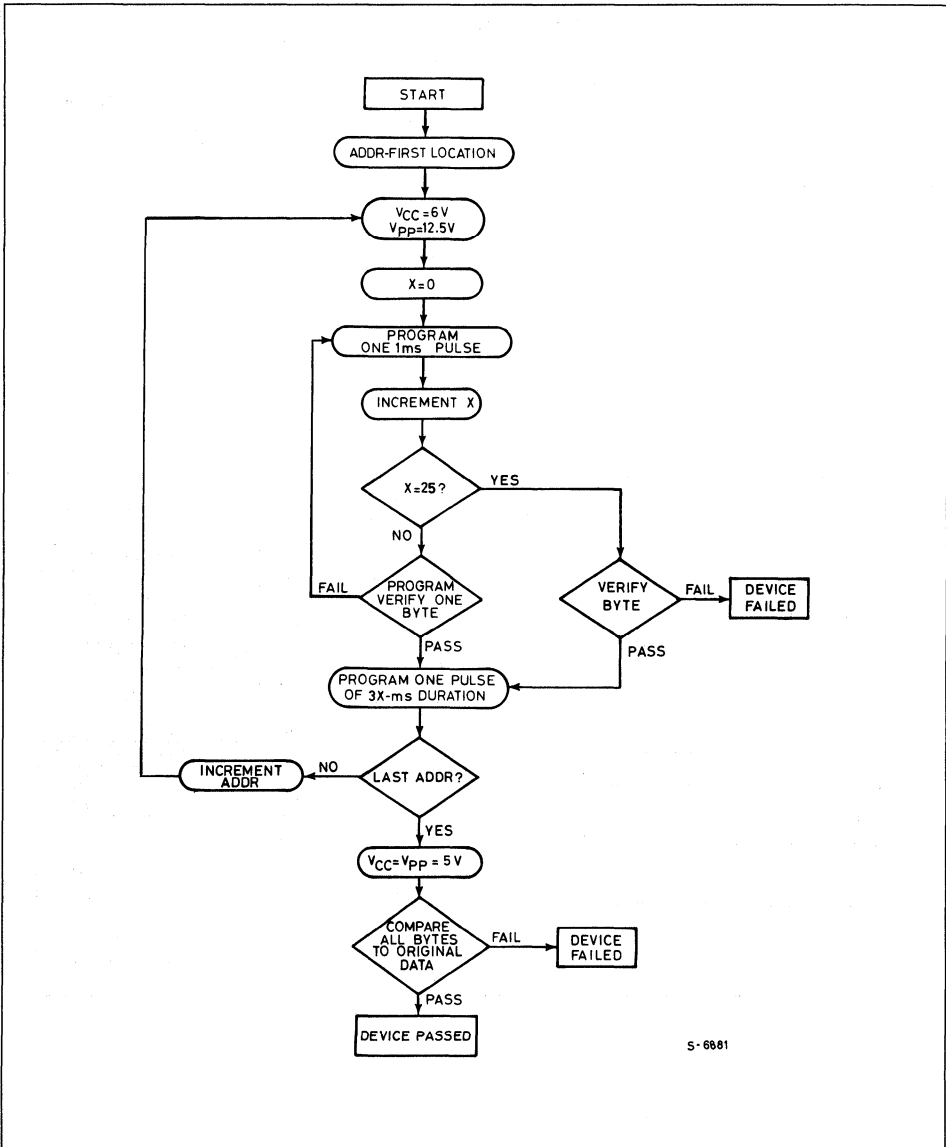 START
ADDR-FIRST LOCATION
VCC=6V
VPP=12.5V
X=0
PROGRAM
ONE 1ms PULSE
INCREMENT X
X=25?
YES
NO
PROGRAM
VERIFY ONE
BYTE
FAIL
VERIFY
BYTE
FAIL
DEVICE
FAILED
PASS
PASS
PROGRAM ONE PULSE
OF 3X-ms DURATION
LAST ADDR?
NO
INCREMENT
ADDR
YES
VCC=VPP=5V
COMPARE
ALL BYTES
TO ORIGINAL
DATA
FAIL
DEVICE
FAILED
PASS
DEVICE PASSED
S-6881